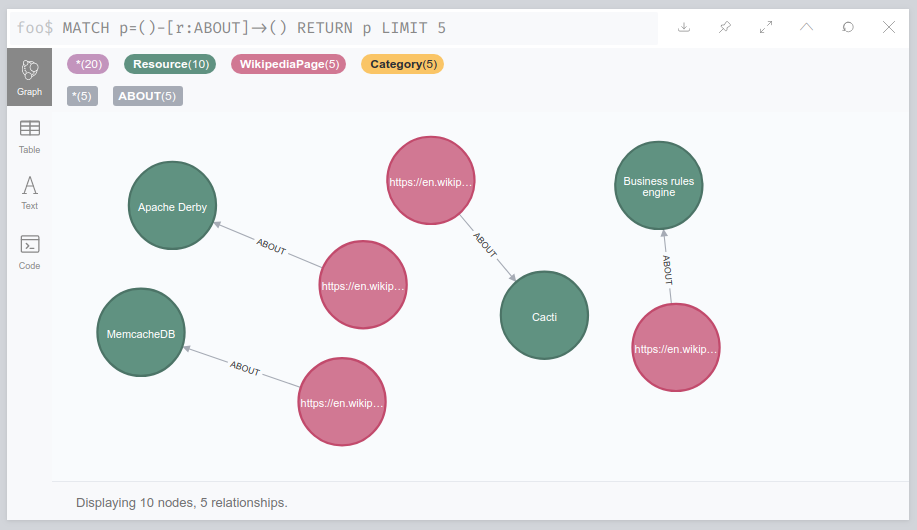 foo$ MATCH p=()-[r:ABOUT]->() RETURN p LIMIT 5
Graph
Table
Text
Code
*(20) Resource(10) WikipediaPage(5) Category(5)
*(5) ABOUT(5)
Apache Derby
ABOUT
https://en.wikip…
MemcacheDB
ABOUT
https://en.wikip…
https://en.wikip…
ABOUT
Cacti
Business rules
engine
ABOUT
https://en.wikip…
Displaying 10 nodes, 5 relationships.